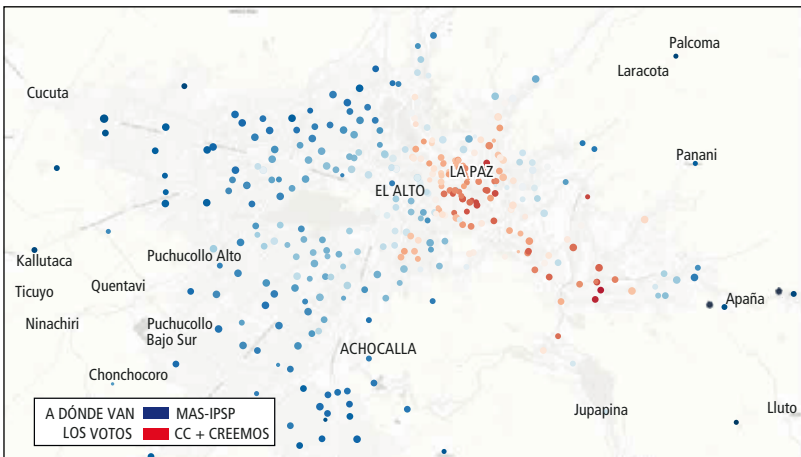 Palcoma
Laracota
Cucuta
Panani
LA PAZ
EL ALTO
Puchucollo Alto
Kallutaca
Quentavi
Ticuyo
Apaña
Ninachiri
Puchucollo
Bajo Sur
ACHOCALLA
Chonchocoro
Jupapina
Lluto
A DÓNDE VAN MAS-IPSP
LOS VOTOS CC + CREEMOS